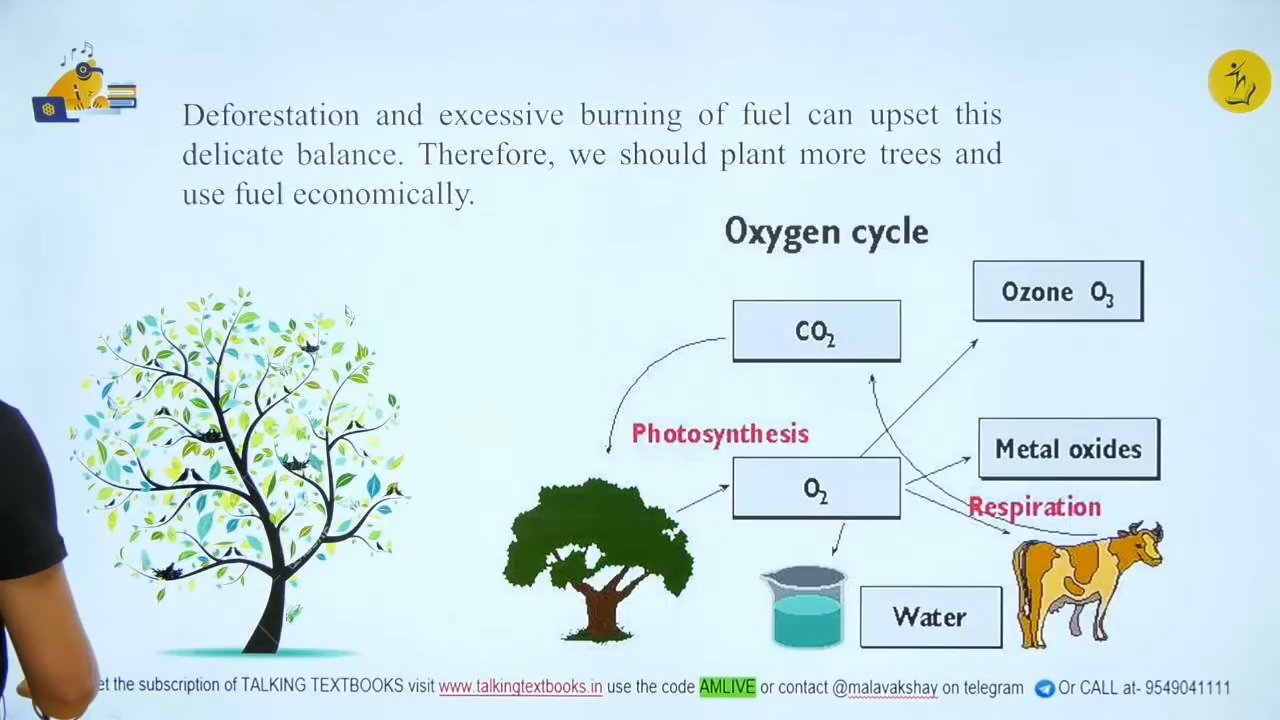 Deforestation and excessive burning of fuel can upset this
delicate balance. Therefore, we should plant more trees and
use fuel economically.
Oxygen cycle
Ozone O₃
CO₂
Photosynthesis
Metal oxides
O₂
Respiration
Water
et the subscription of TALKING TEXTBOOKS visit www.talkingtextbooks.in use the code AMLIVE or contact @malavakshay on telegram Or CALL at- 9549041111